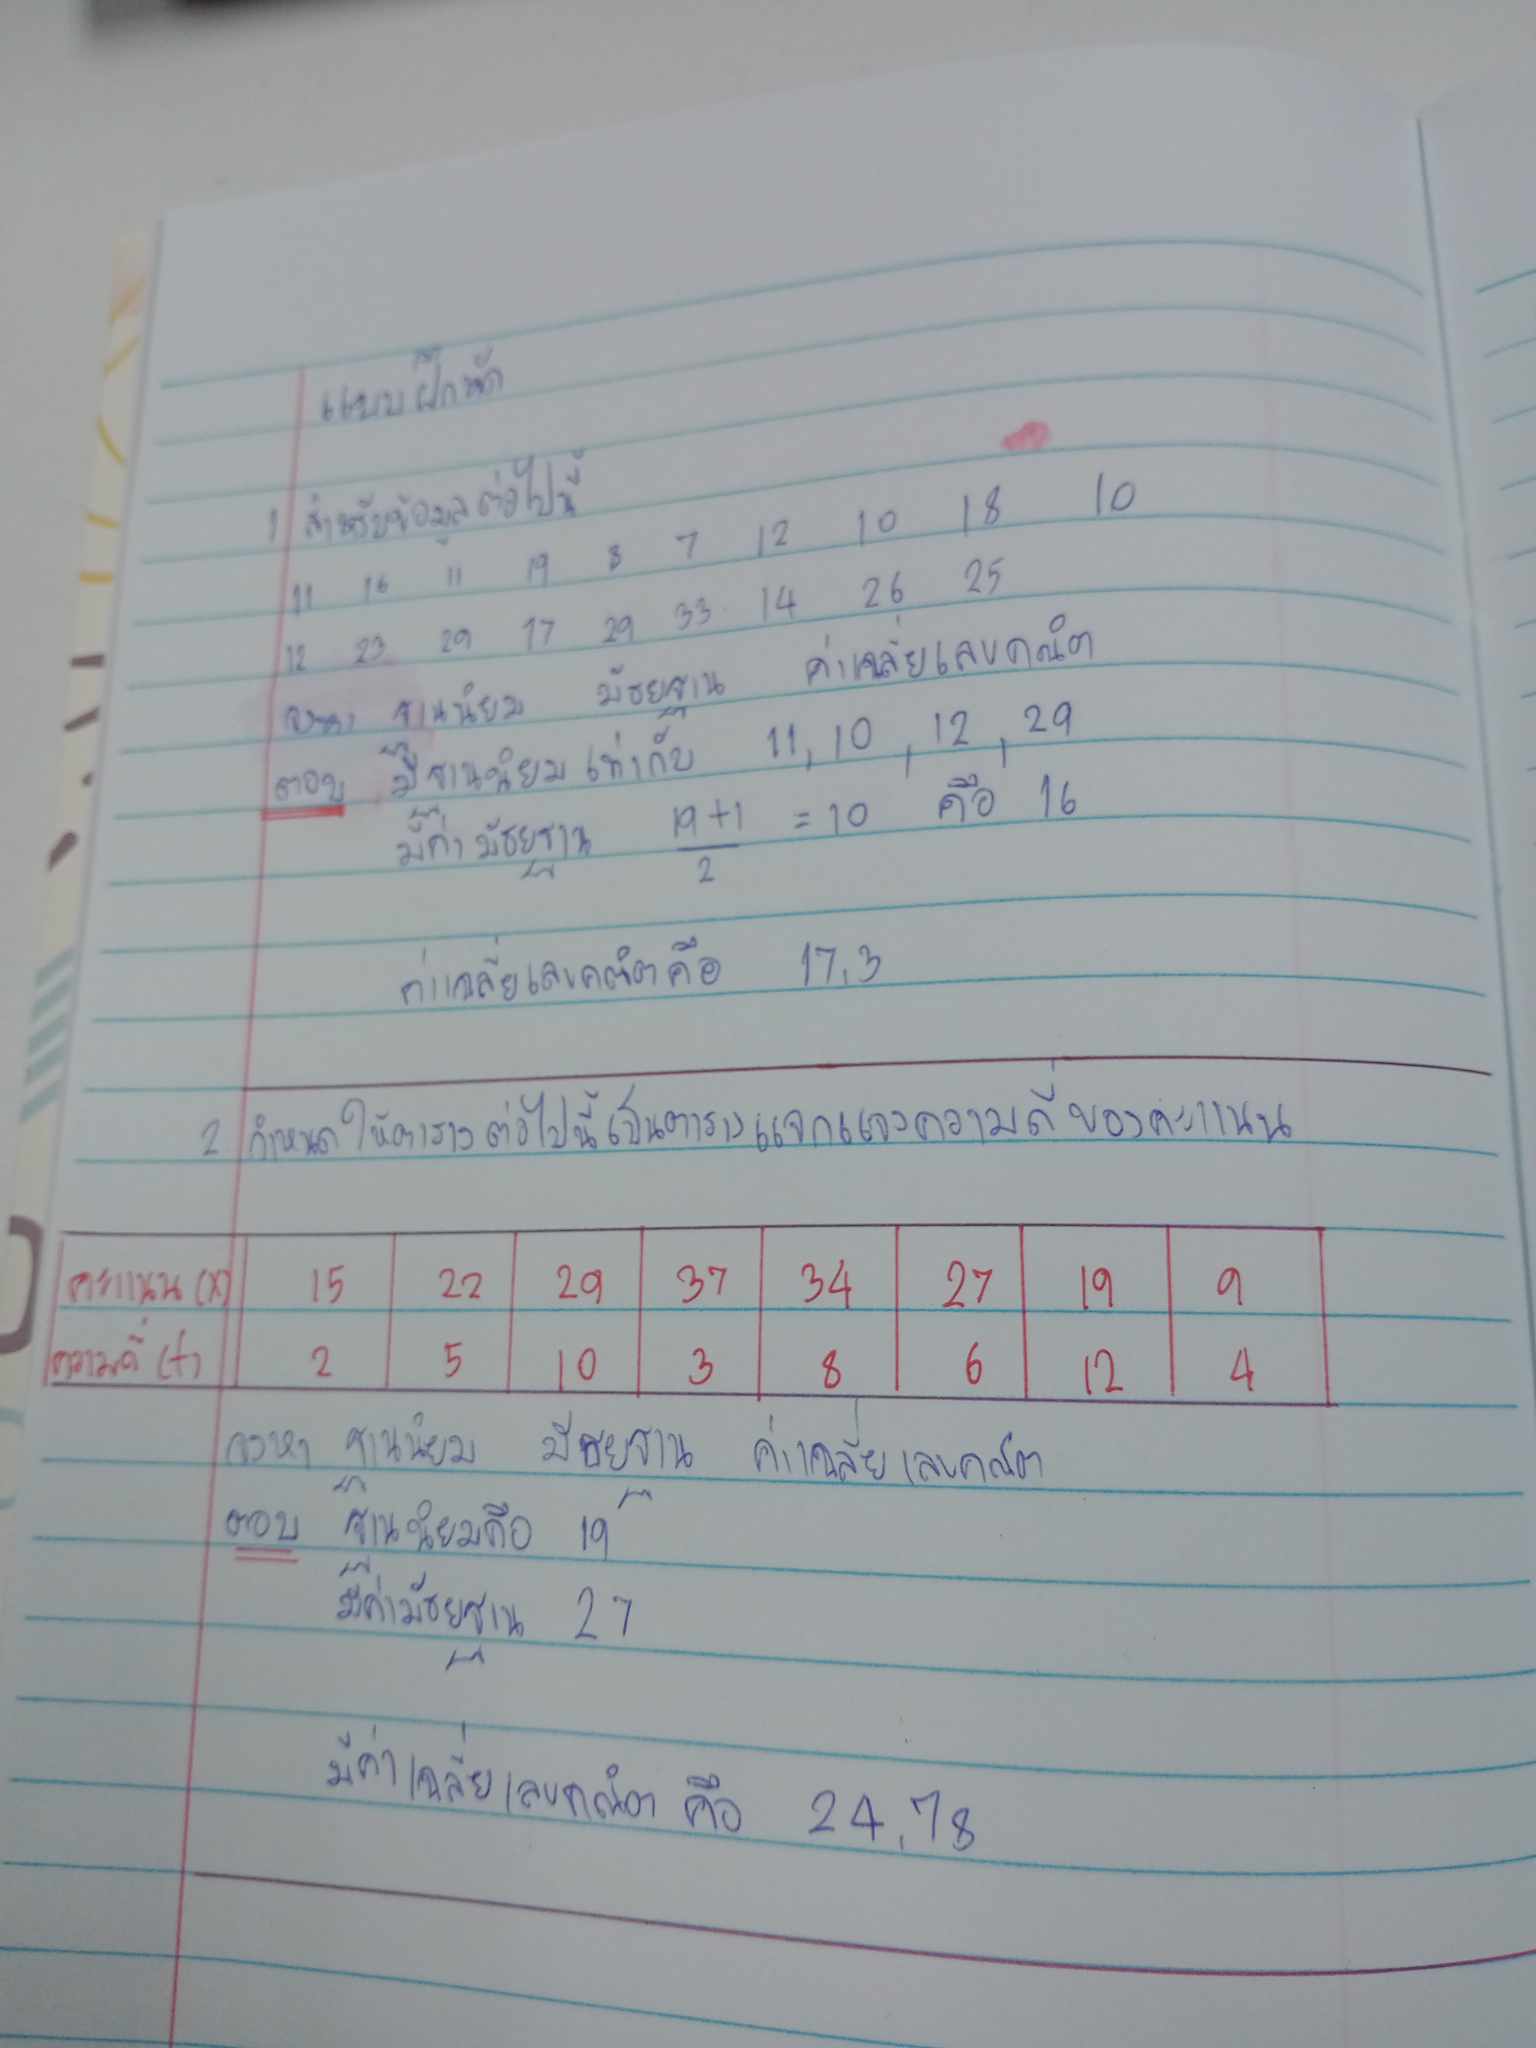 แบบฝึกหัด
1 สำหรับข้อมูลต่อไปนี้
11 16 11 19 8 7 12 10 18 10
12 23 29 17 29 33 14 26 25
จงหา ฐานนิยม มัธยฐาน ค่าเฉลี่ยเลขคณิต
ตอบ มีฐานนิยม เท่ากับ 11, 10, 12, 29
มีค่า มัธยฐาน 19+1/2 = 10 คือ 16
ค่าเฉลี่ยเลขคณิต คือ 17.3
2 กำหนดให้ตาราง ต่อไปนี้เป็นตารางแจกแจงความถี่ของคะแนน
คะแนน (x) 15 22 29 37 34 27 19 9
ความถี่ (f) 2 5 10 3 8 6 12 4
จงหา ฐานนิยม มัธยฐาน ค่าเฉลี่ยเลขคณิต
ตอบ ฐานนิยมคือ 19
มีค่ามัธยฐาน 27
มีค่าเฉลี่ยเลขคณิต คือ 24.78